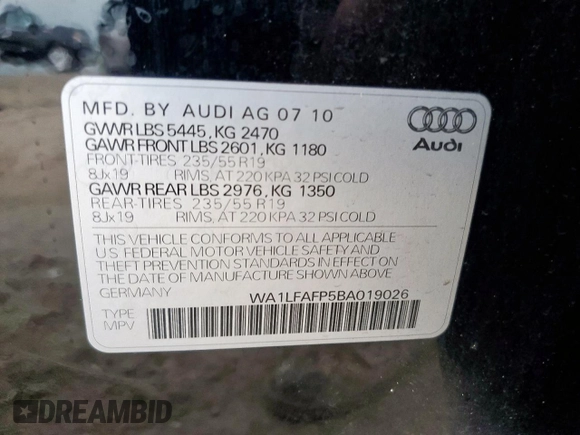 MFD. BY AUDI AG 07 10
GVWR LBS 5445, KG 2470
GAWR FRONT LBS 2601, KG 1180
FRONT-TIRES 235/55 R19
8Jx19 RIMS, AT 220 KPA 32 PSI COLD
GAWR REAR LBS 2976, KG 1350
REAR-TIRES 235/55 R19
8Jx19 RIMS, AT 220 KPA 32 PSI COLD
Audi
THIS VEHICLE CONFORMS TO ALL APPLICABLE
U.S FEDERAL MOTOR VEHICLE SAFETY AND
THEFT PREVENTION STANDARDS IN EFFECT ON
THE DATE OF MANUFACTURE SHOWN ABOVE.
GERMANY WA1LFAFP5BA019026
TYPE
MPV
DREAMBID